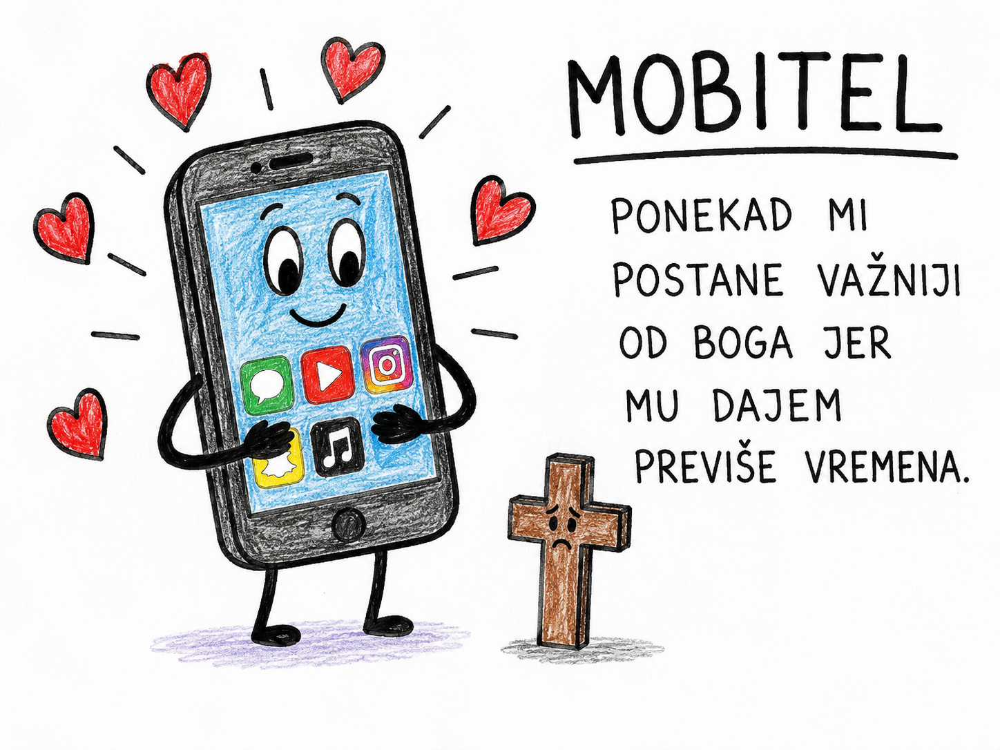 MOBITEL
PONEKAD MI
POSTANE VAŽNIJI
OD BOGA JER
MU DAJEM
PREVIŠE VREMENA.